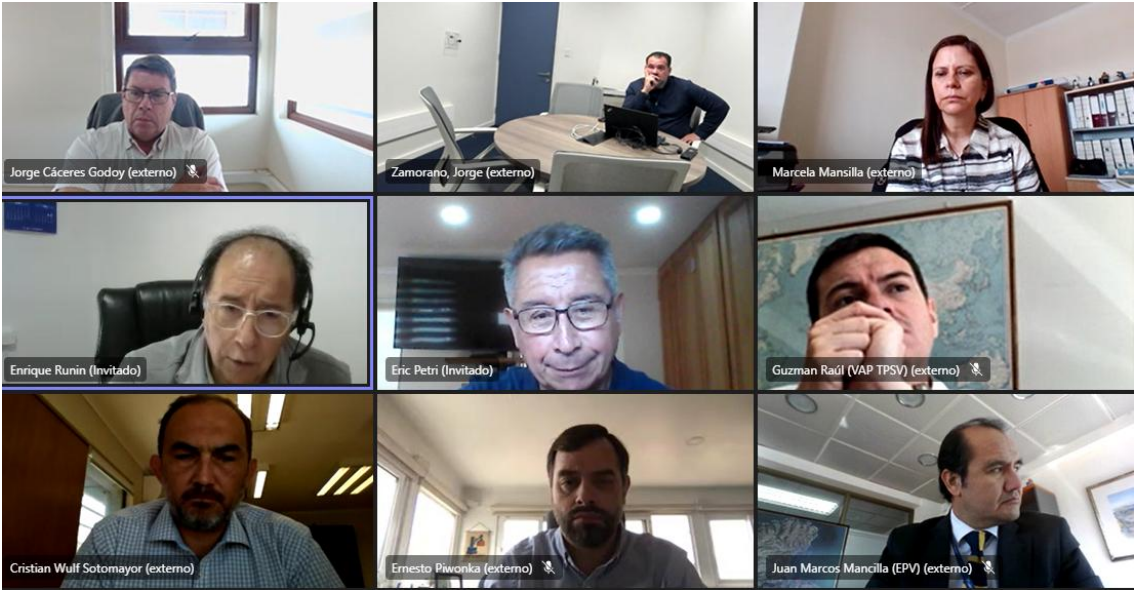 Jorge Cáceres Godoy (externo)
Zamorano, Jorge (externo)
Marcela Mansilla (externo)
Enrique Runin (Invitado)
Eric Petri (Invitado)
Guzman Raúl (VAP TPSV) (externo)
Cristian Wulf Sotomayor (externo)
Ernesto Piwonka (externo)
Juan Marcos Mancilla (EPV) (externo)